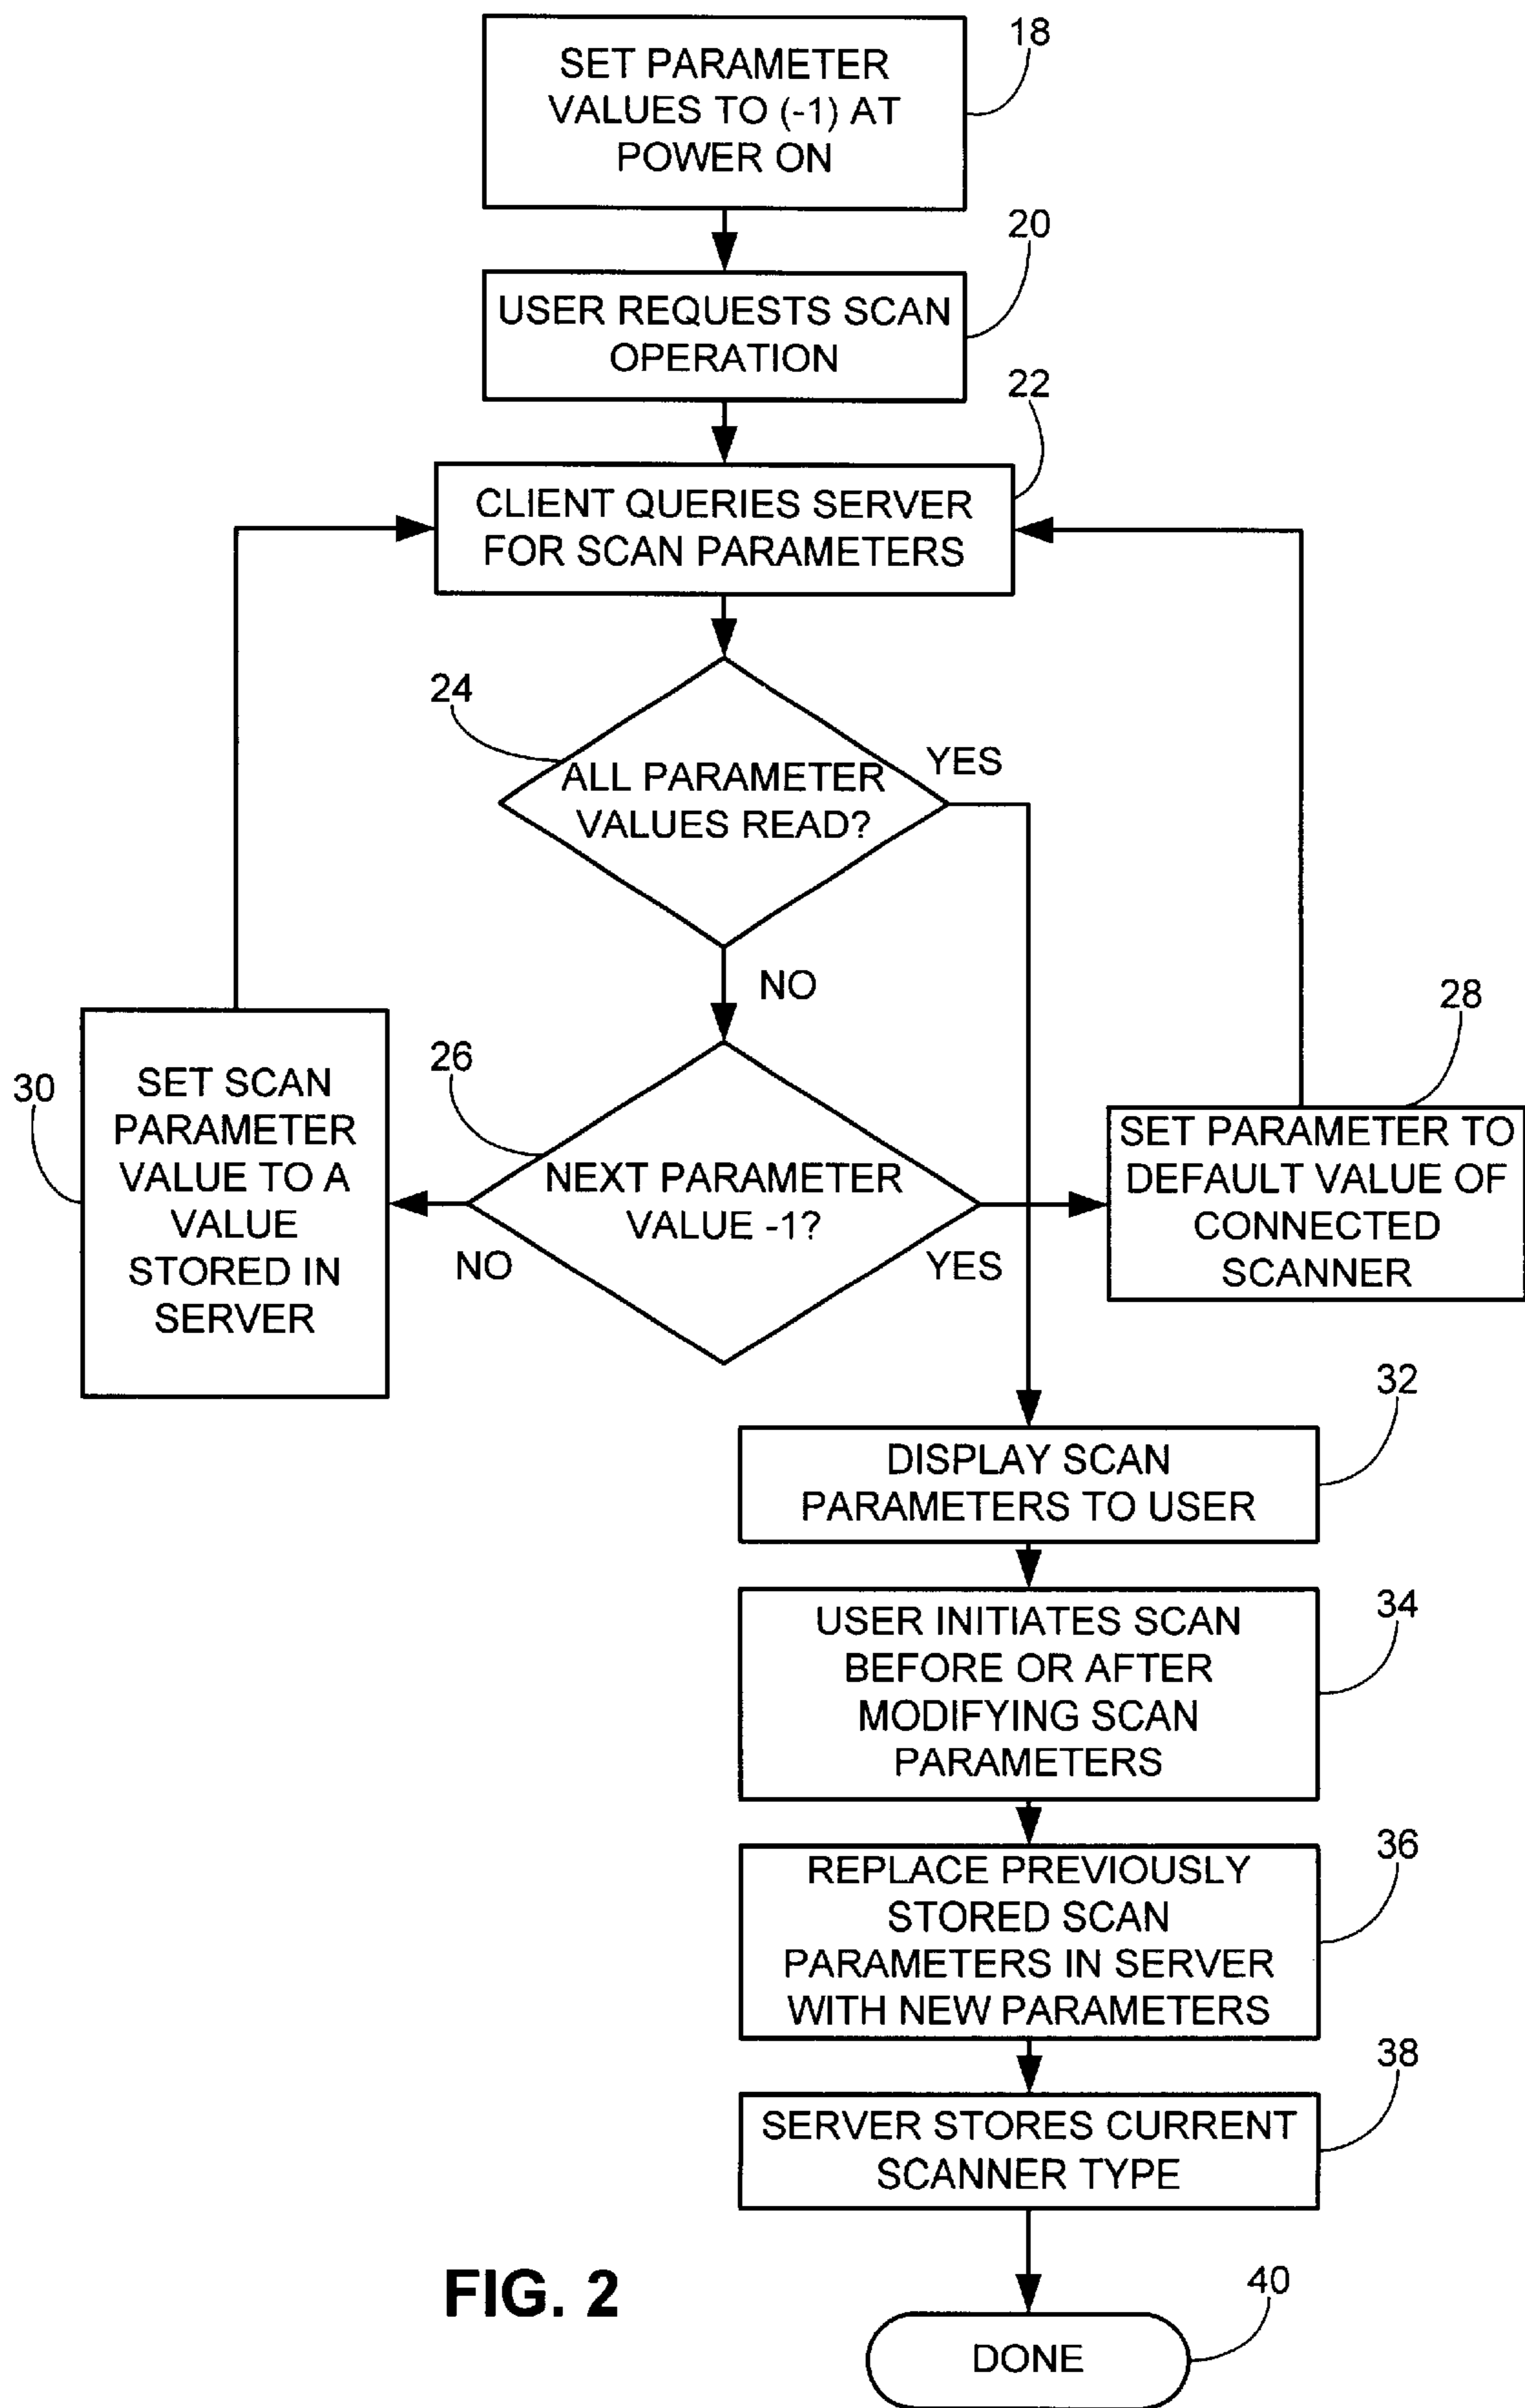 18
SET PARAMETER
VALUES TO (-1) AT
POWER ON
20
USER REQUESTS SCAN
OPERATION
22
CLIENT QUERIES SERVER
FOR SCAN PARAMETERS
24
ALL PARAMETER
VALUES READ?
YES
NO
26
NEXT PARAMETER
VALUE -1?
NO
YES
28
SET PARAMETER TO
DEFAULT VALUE OF
CONNECTED
SCANNER
30
SET SCAN
PARAMETER
VALUE TO A
VALUE
STORED IN
SERVER
32
DISPLAY SCAN
PARAMETERS TO USER
34
USER INITIATES SCAN
BEFORE OR AFTER
MODIFYING SCAN
PARAMETERS
36
REPLACE PREVIOUSLY
STORED SCAN
PARAMETERS IN SERVER
WITH NEW PARAMETERS
38
SERVER STORES CURRENT
SCANNER TYPE
40
DONE
FIG. 2